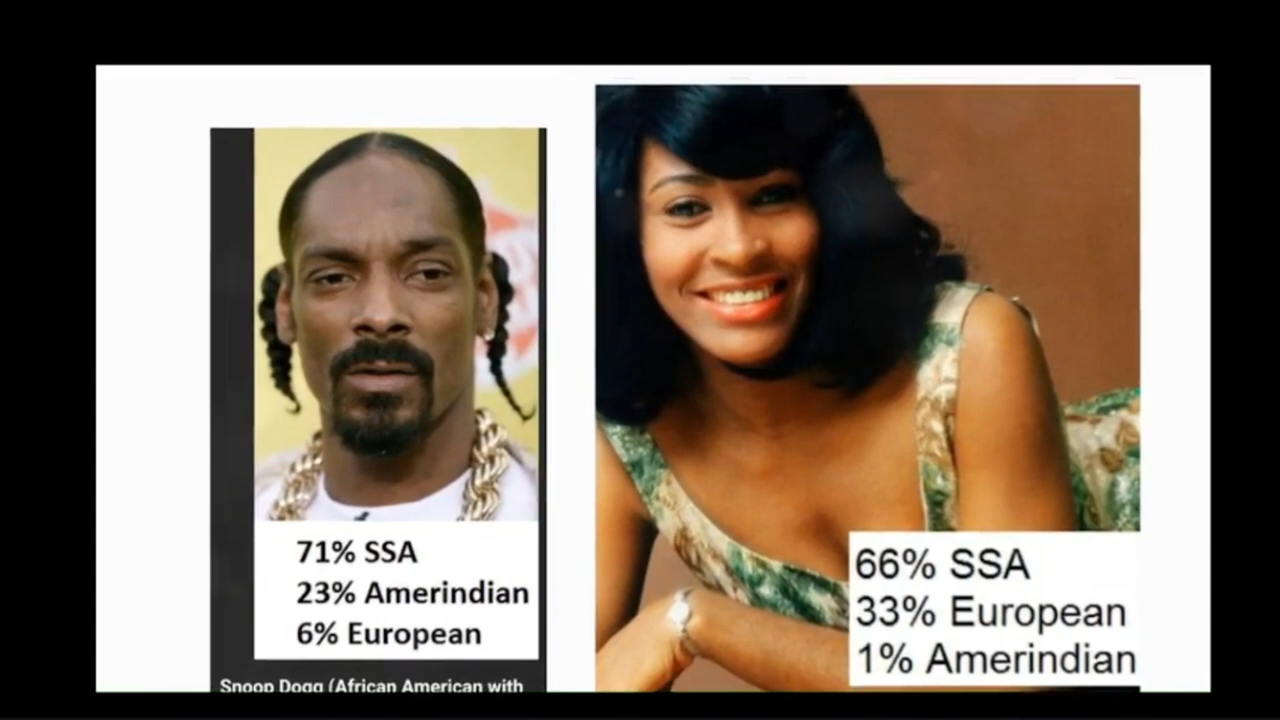 71% SSA
23% Amerindian
6% European
Snoop Dogg (African American with
66% SSA
33% European
1% Amerindian